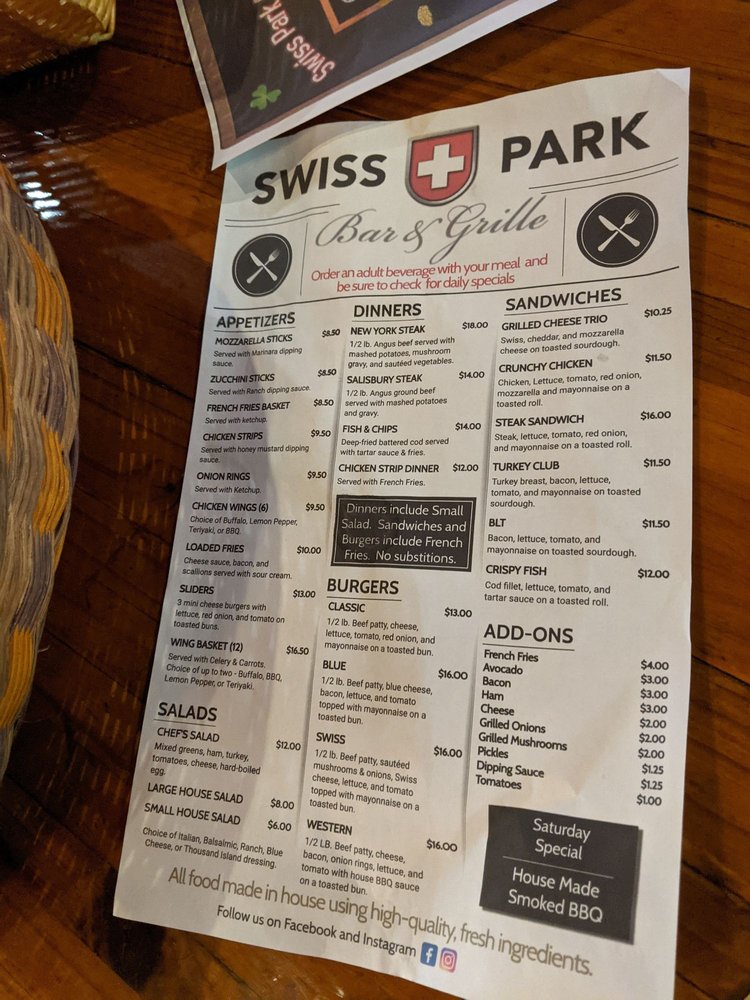 Swiss Park
SWISS PARK
Bar & Grille
Order an adult beverage with your meal and
be sure to check for daily specials
APPETIZERS
MOZZARELLA STICKS $8.50
Served with Marinara dipping
sauce.
ZUCCHINI STICKS $8.50
Served with Ranch dipping sauce.
FRENCH FRIES BASKET $8.50
Served with ketchup.
CHICKEN STRIPS $9.50
Served with honey mustard dipping
sauce.
ONION RINGS $9.50
Served with Ketchup.
CHICKEN WINGS (6) $9.50
Choice of Buffalo, Lemon Pepper,
Teriyaki, or BBQ.
LOADED FRIES $10.00
Cheese sauce, bacon, and
scallions served with sour cream.
SLIDERS $13.00
3 mini cheese burgers with
lettuce, red onion, and tomato on
toasted buns.
WING BASKET (12) $16.50
Served with Celery & Carrots.
Choice of up to two - Buffalo, BBQ,
Lemon Pepper, or Teriyaki.
SALADS
CHEF'S SALAD $12.00
Mixed greens, ham, turkey,
tomatoes, cheese, hard-boiled
egg.
LARGE HOUSE SALAD $8.00
SMALL HOUSE SALAD $6.00
Choice of Italian, Balsalmic, Ranch, Blue
Cheese, or Thousand Island dressing.
DINNERS
NEW YORK STEAK $18.00
1/2 lb. Angus beef served with
mashed potatoes, mushroom
gravy, and sautéed vegetables.
SALISBURY STEAK $14.00
1/2 lb. Angus ground beef
served with mashed potatoes
and gravy.
FISH & CHIPS $14.00
Deep-fried battered cod served
with tartar sauce & fries.
CHICKEN STRIP DINNER $12.00
Served with French Fries.
Dinners include Small
Salad. Sandwiches and
Burgers include French
Fries. No substitions.
BURGERS
CLASSIC $13.00
1/2 lb. Beef patty, cheese,
lettuce, tomato, red onion, and
mayonnaise on a toasted bun.
BLUE $16.00
1/2 lb. Beef patty, blue cheese,
bacon, lettuce, and tomato
topped with mayonnaise on a
toasted bun.
SWISS $16.00
1/2 lb. Beef patty, sautéed
mushrooms & onions, Swiss
cheese, lettuce, and tomato
topped with mayonnaise on a
toasted bun.
WESTERN $16.00
1/2 LB. Beef patty, cheese,
bacon, onion rings, lettuce, and
tomato with house BBQ sauce
on a toasted bun.
SANDWICHES
GRILLED CHEESE TRIO $10.25
Swiss, cheddar, and mozzarella
cheese on toasted sourdough.
CRUNCHY CHICKEN $11.50
Chicken, Lettuce, tomato, red onion,
mozzarella and mayonnaise on a
toasted roll.
STEAK SANDWICH $16.00
Steak, lettuce, tomato, red onion,
and mayonnaise on a toasted roll.
TURKEY CLUB $11.50
Turkey breast, bacon, lettuce,
tomato, and mayonnaise on toasted
sourdough.
BLT $11.50
Bacon, lettuce, tomato, and
mayonnaise on toasted sourdough.
CRISPY FISH $12.00
Cod fillet, lettuce, tomato, and
tartar sauce on a toasted roll.
ADD-ONS
French Fries $4.00
Avocado $3.00
Bacon $3.00
Ham $3.00
Cheese $2.00
Grilled Onions $2.00
Grilled Mushrooms $2.00
Pickles $1.25
Dipping Sauce $1.25
Tomatoes $1.00
Saturday
Special
House Made
Smoked BBQ
All food made in house using high-quality, fresh ingredients.
Follow us on Facebook and Instagram